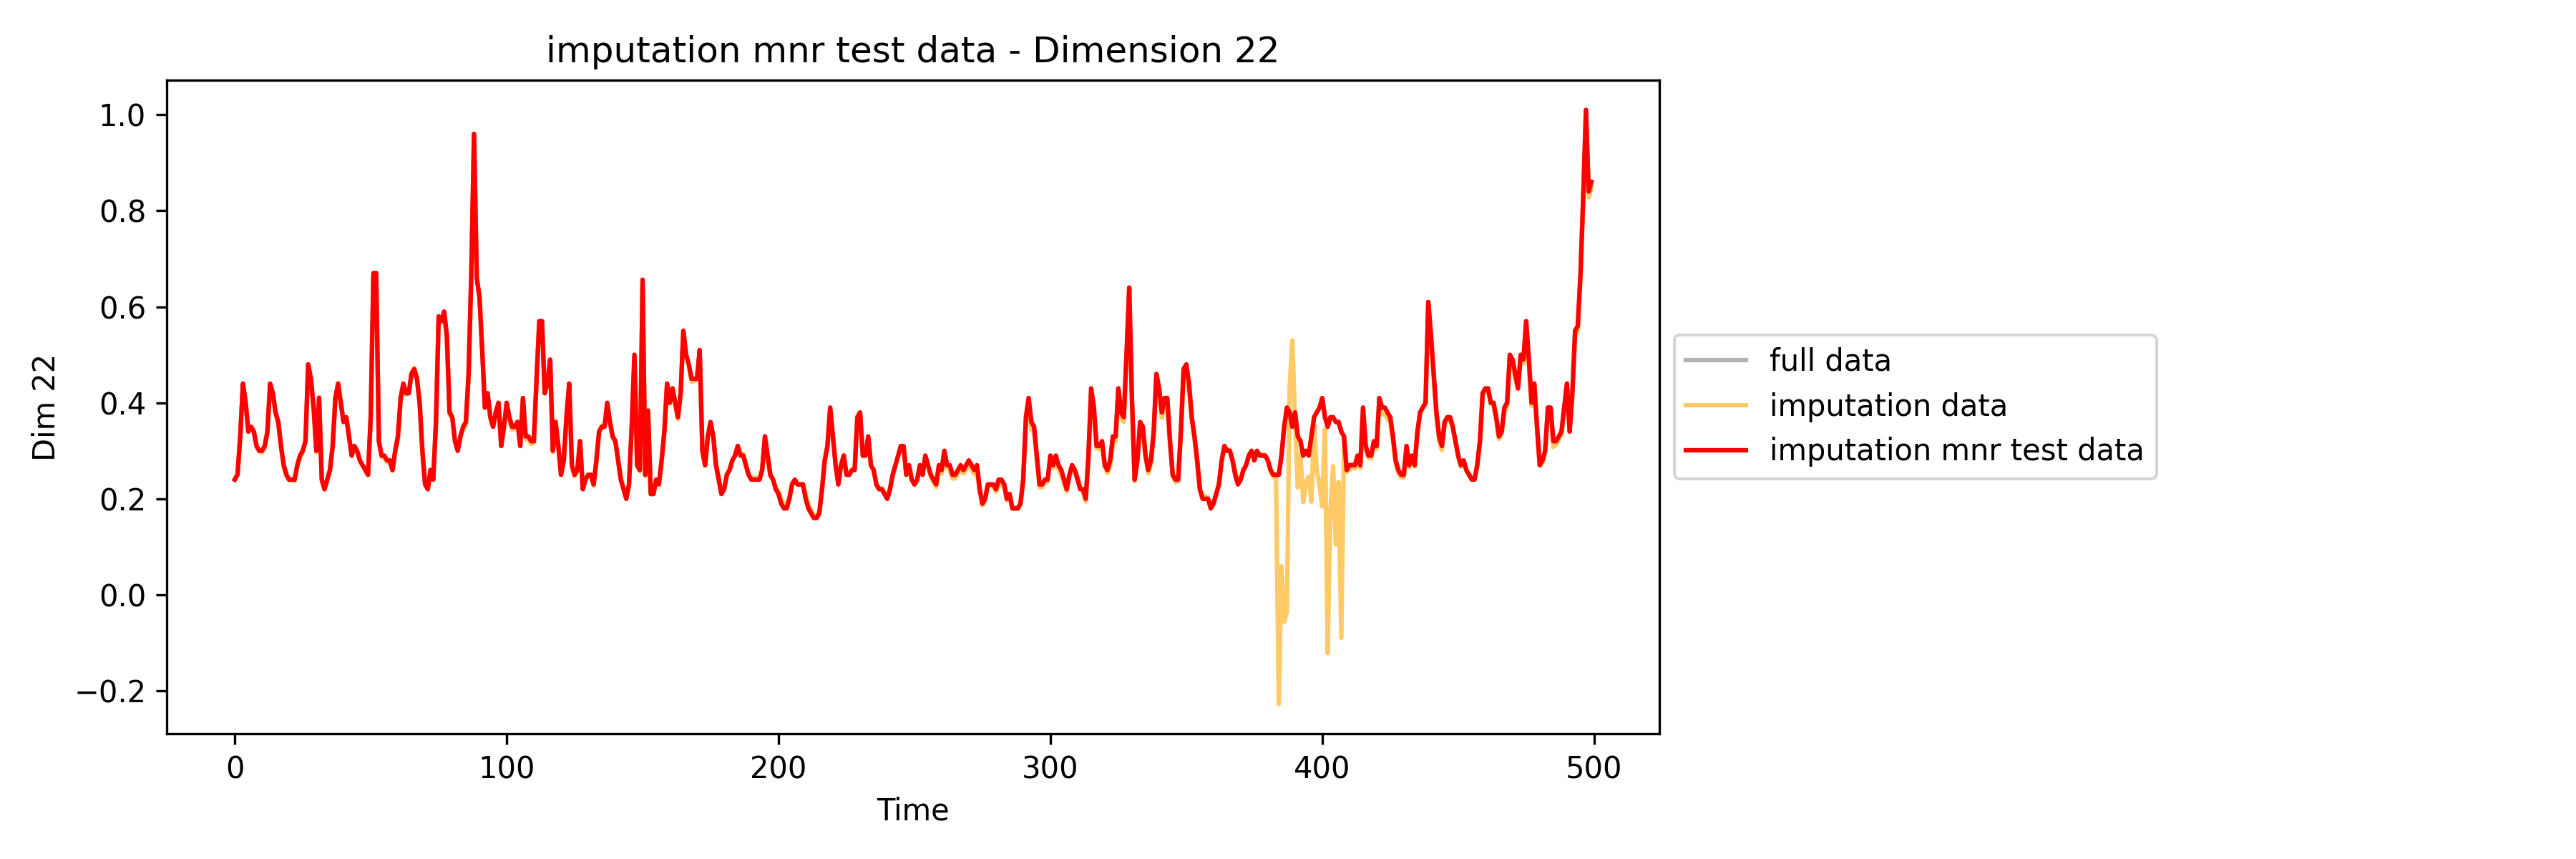 imputation mnr test data - Dimension 22
1.0
0.8
0.6
0.4
0.2
0.0
−0.2
Dim 22
0 100 200 300 400 500
Time
full data
imputation data
imputation mnr test data